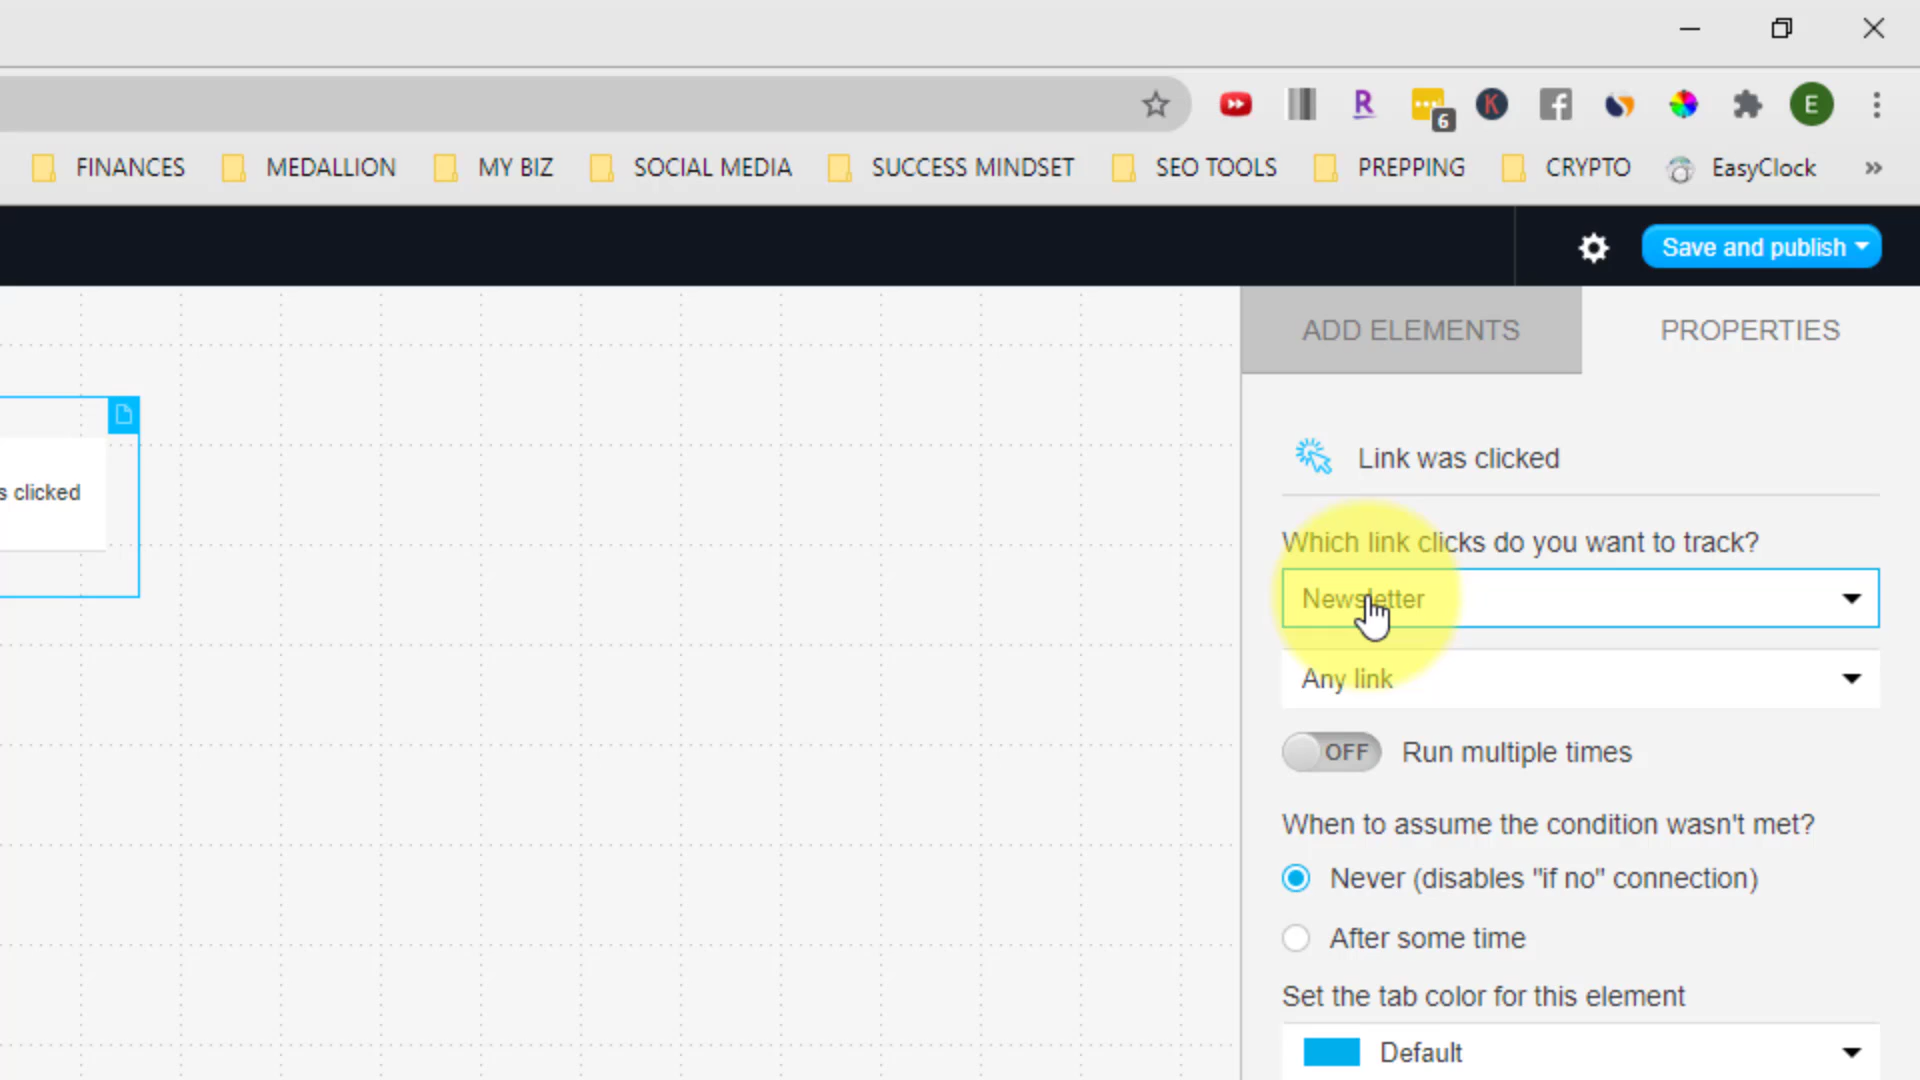 R
6
K
E
FINANCES
MEDALLION
MY BIZ
SOCIAL MEDIA
SUCCESS MINDSET
SEO TOOLS
PREPPING
CRYPTO
EasyClock
»
Save and publish
ADD ELEMENTS
PROPERTIES
s clicked
Link was clicked
Which link clicks do you want to track?
Newsletter
Any link
OFF
Run multiple times
When to assume the condition wasn't met?
Never (disables "if no" connection)
After some time
Set the tab color for this element
Default